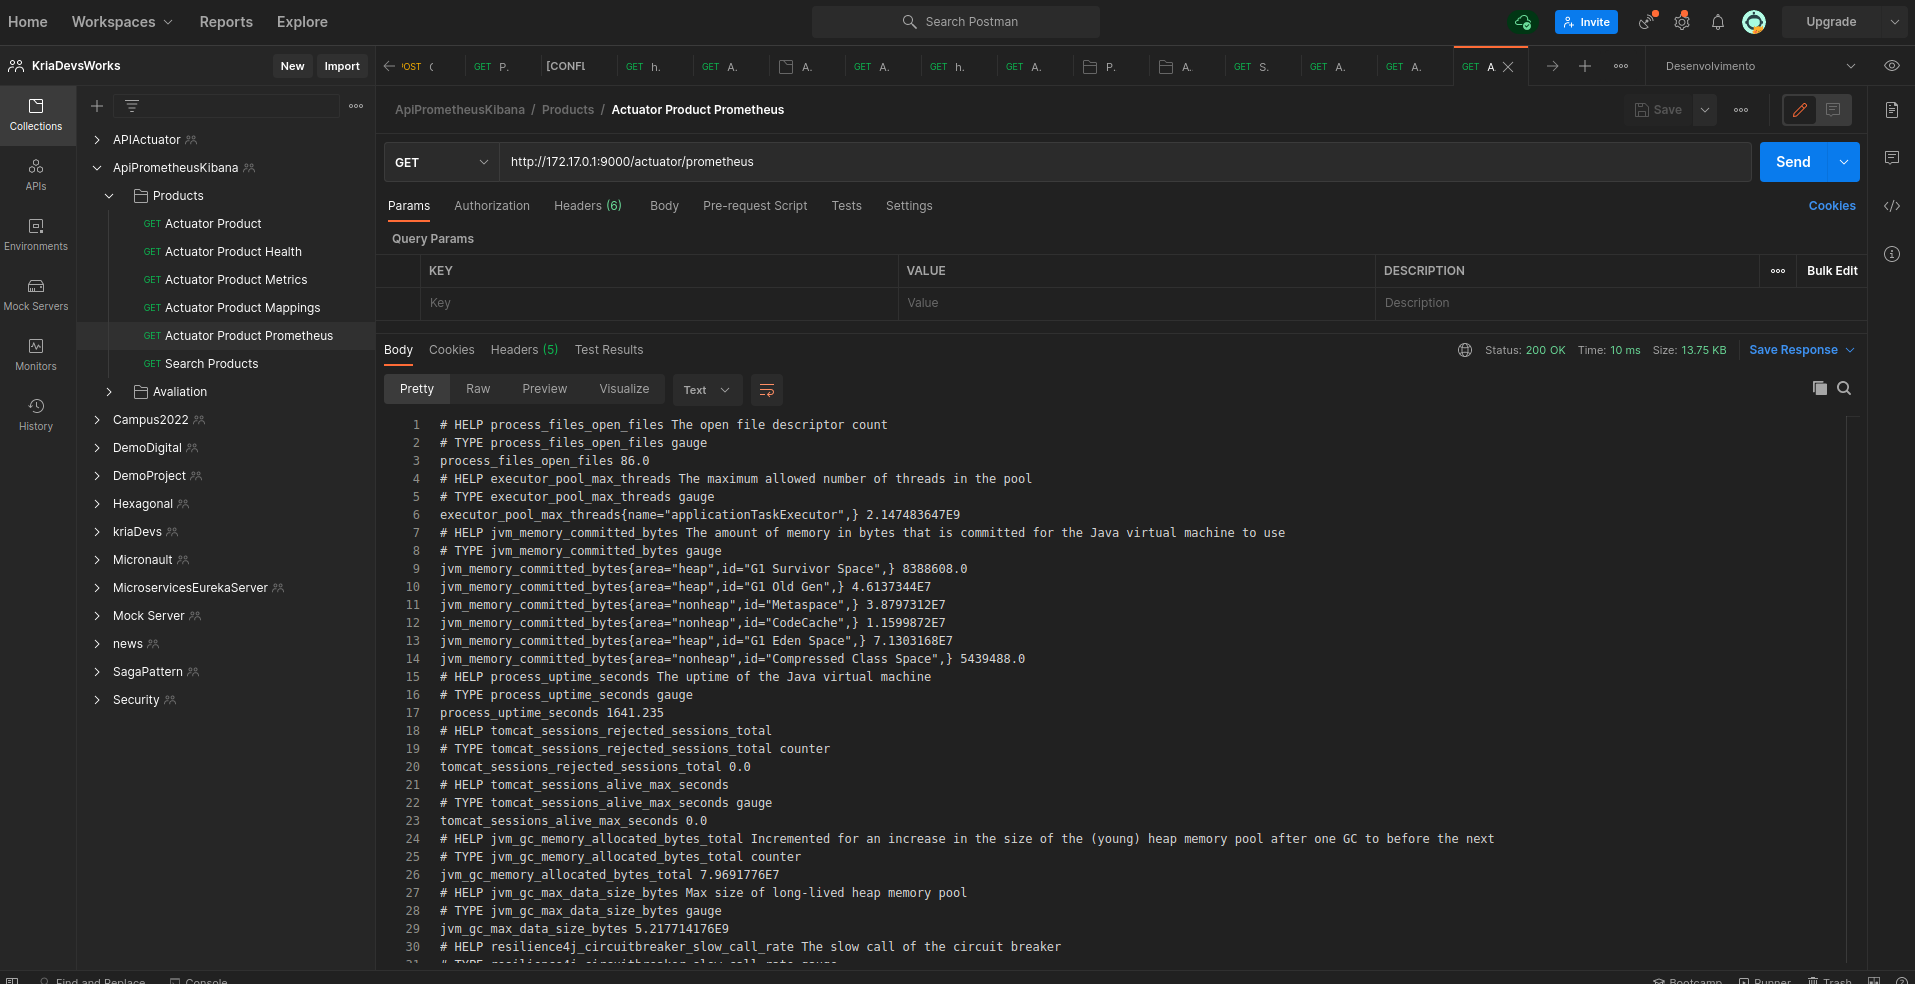 Home Workspaces Reports Explore Search Postman Invite Upgrade
KriaDevsWorks New Import
POST GET P. [CONFL GET h. GET A. A. GET A. GET h. GET A. P. A. GET S. GET A. GET A. GET A. Desenvolvimento
Collections
APIs
Environments
Mock Servers
Monitors
History
APIActuator
ApiPrometheusKibana
Products
GET Actuator Product
GET Actuator Product Health
GET Actuator Product Metrics
GET Actuator Product Mappings
GET Actuator Product Prometheus
GET Search Products
Avaliation
Campus2022
DemoDigital
DemoProject
Hexagonal
kriaDevs
Micronault
MicroservicesEurekaServer
Mock Server
news
SagaPattern
Security
ApiPrometheusKibana / Products / Actuator Product Prometheus Save
GET http://172.17.0.1:9000/actuator/prometheus Send
Params Authorization Headers (6) Body Pre-request Script Tests Settings Cookies
Query Params
KEY VALUE DESCRIPTION Bulk Edit
Key Value Description
Body Cookies Headers (5) Test Results Status: 200 OK Time: 10 ms Size: 13.75 KB Save Response
Pretty Raw Preview Visualize Text
1 # HELP process_files_open_files The open file descriptor count
2 # TYPE process_files_open_files gauge
3 process_files_open_files 86.0
4 # HELP executor_pool_max_threads The maximum allowed number of threads in the pool
5 # TYPE executor_pool_max_threads gauge
6 executor_pool_max_threads{name="applicationTaskExecutor",} 2.147483647E9
7 # HELP jvm_memory_committed_bytes The amount of memory in bytes that is committed for the Java virtual machine to use
8 # TYPE jvm_memory_committed_bytes gauge
9 jvm_memory_committed_bytes{area="heap",id="G1 Survivor Space",} 8388608.0
10 jvm_memory_committed_bytes{area="heap",id="G1 Old Gen",} 4.6137344E7
11 jvm_memory_committed_bytes{area="nonheap",id="Metaspace",} 3.8797312E7
12 jvm_memory_committed_bytes{area="nonheap",id="CodeCache",} 1.1599872E7
13 jvm_memory_committed_bytes{area="heap",id="G1 Eden Space",} 7.1303168E7
14 jvm_memory_committed_bytes{area="nonheap",id="Compressed Class Space",} 5439488.0
15 # HELP process_uptime_seconds The uptime of the Java virtual machine
16 # TYPE process_uptime_seconds gauge
17 process_uptime_seconds 1641.235
18 # HELP tomcat_sessions_rejected_sessions_total
19 # TYPE tomcat_sessions_rejected_sessions_total counter
20 tomcat_sessions_rejected_sessions_total 0.0
21 # HELP tomcat_sessions_alive_max_seconds
22 # TYPE tomcat_sessions_alive_max_seconds gauge
23 tomcat_sessions_alive_max_seconds 0.0
24 # HELP jvm_gc_memory_allocated_bytes_total Incremented for an increase in the size of the (young) heap memory pool after one GC to before the next
25 # TYPE jvm_gc_memory_allocated_bytes_total counter
26 jvm_gc_memory_allocated_bytes_total 7.9691776E7
27 # HELP jvm_gc_max_data_size_bytes Max size of long-lived heap memory pool
28 # TYPE jvm_gc_max_data_size_bytes gauge
29 jvm_gc_max_data_size_bytes 5.217714176E9
30 # HELP resilience4j_circuitbreaker_slow_call_rate The slow call of the circuit breaker
31 # TYPE resilience4j_circuitbreaker_slow_call_rate gauge
Find and Replace Console Bootcamp Runner Trash